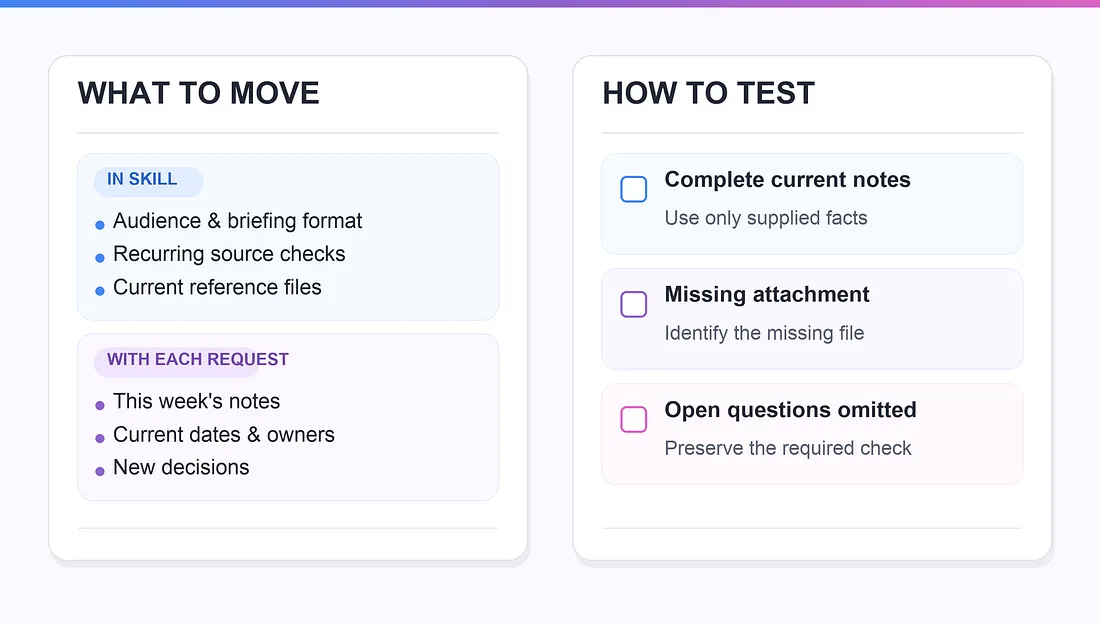 WHAT TO MOVE
IN SKILL
Audience & briefing format
Recurring source checks
Current reference files
WITH EACH REQUEST
This week's notes
Current dates & owners
New decisions
HOW TO TEST
Complete current notes
Use only supplied facts
Missing attachment
Identify the missing file
Open questions omitted
Preserve the required check